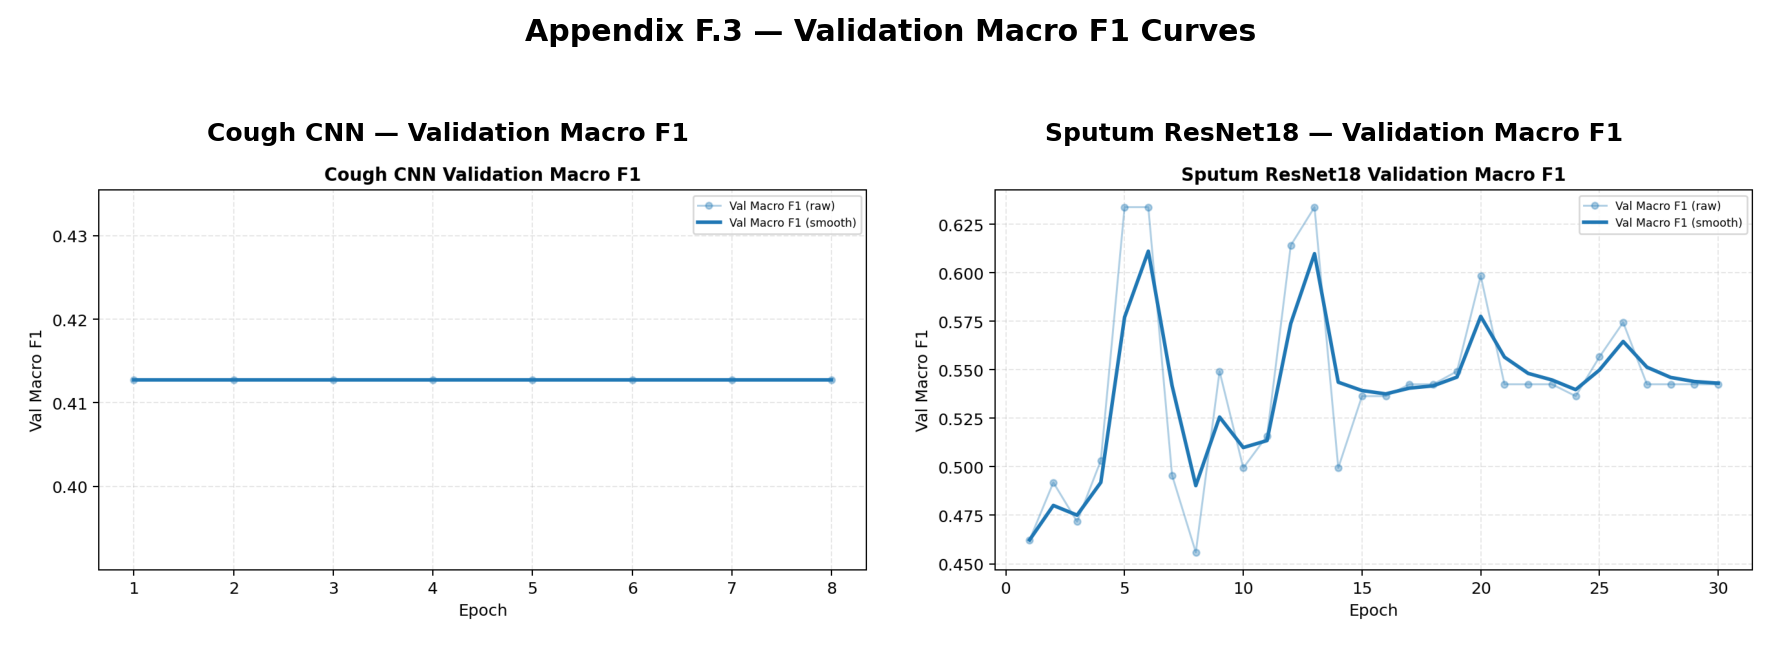 Appendix F.3 — Validation Macro F1 Curves
Cough CNN — Validation Macro F1
Cough CNN Validation Macro F1
Val Macro F1 (raw)
Val Macro F1 (smooth)
Val Macro F1
0.43
0.42
0.41
0.40
1 2 3 4 5 6 7 8
Epoch
Sputum ResNet18 — Validation Macro F1
Sputum ResNet18 Validation Macro F1
Val Macro F1 (raw)
Val Macro F1 (smooth)
Val Macro F1
0.625
0.600
0.575
0.550
0.525
0.500
0.475
0.450
0 5 10 15 20 25 30
Epoch